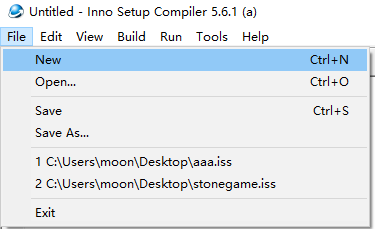 Untitled - Inno Setup Compiler 5.6.1 (a)
File Edit View Build Run Tools Help
New Ctrl+N
Open... Ctrl+O
Save Ctrl+S
Save As...
1 C:\Users\moon\Desktop\aaa.iss
2 C:\Users\moon\Desktop\stonegame.iss
Exit